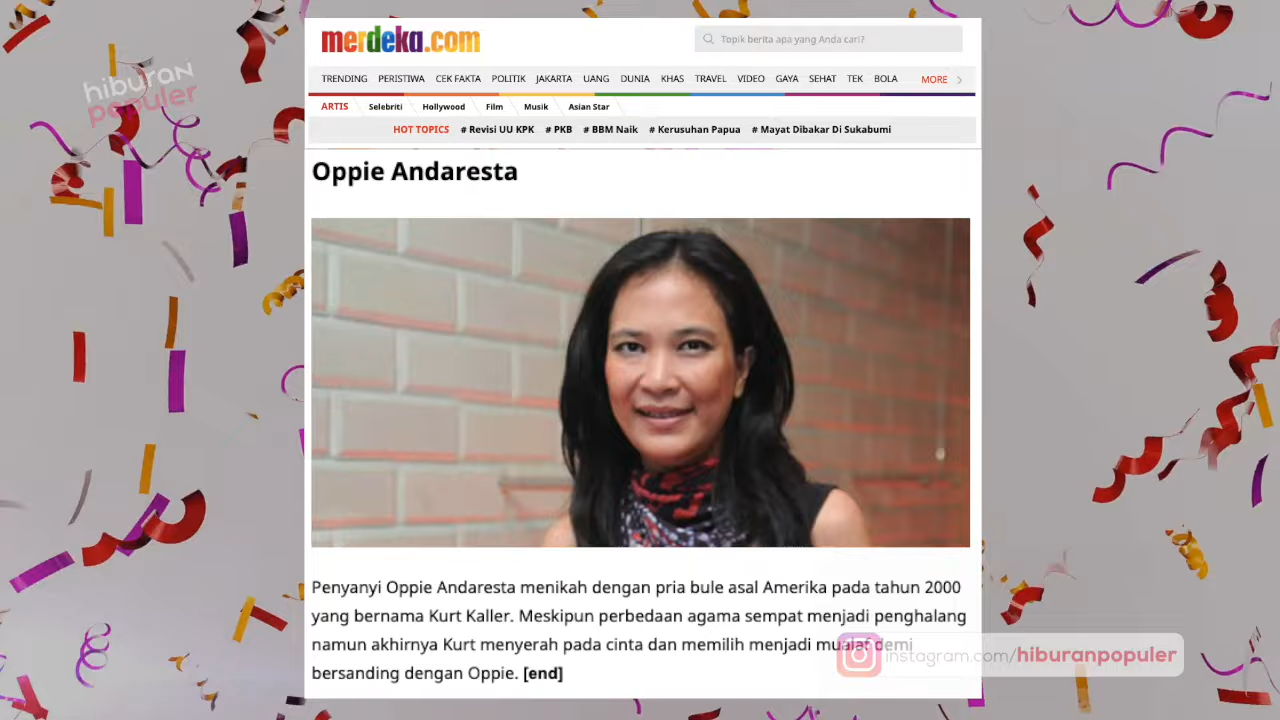 merdeka.com
Topik berita apa yang Anda cari?
TRENDING PERISTIWA CEK FAKTA POLITIK JAKARTA UANG DUNIA KHAS TRAVEL VIDEO GAYA SEHAT TEK BOLA MORE
hiburan
populer
ARTIS Selebriti Hollywood Film Musik Asian Star
HOT TOPICS # Revisi UU KPK # PKB # BBM Naik # Kerusuhan Papua # Mayat Dibakar Di Sukabumi
Oppie Andaresta
Penyanyi Oppie Andaresta menikah dengan pria bule asal Amerika pada tahun 2000
yang bernama Kurt Kaller. Meskipun perbedaan agama sempat menjadi penghalang
namun akhirnya Kurt menyerah pada cinta dan memilih menjadi mualaf demi
instagram.com/hiburanpopuler
bersanding dengan Oppie. [end]